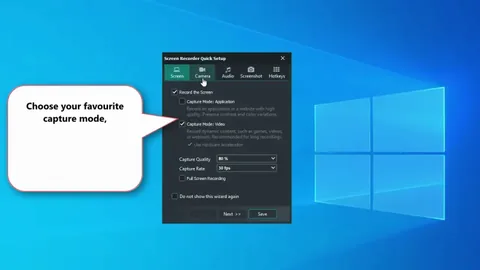 Screen Recorder Quick Setup
Screen Camera Audio Screenshot Hotkeys
Record the Screen
Capture Mode: Application
Capture Mode: Video
Use hardware acceleration
Capture Quality 80 %
Capture Rate 30 fps
Full Screen Recording
Do not show this wizard again
Next >> Save
Choose your favourite
capture mode,